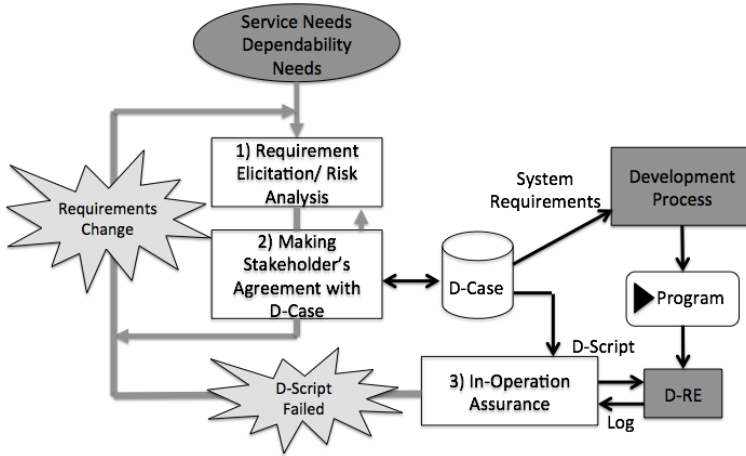 Service Needs
Dependability
Needs
1) Requirement
Elicitation/ Risk
Analysis
Requirements
Change
2) Making
Stakeholder's
Agreement with
D-Case
D-Case
System
Requirements
Development
Process
Program
D-Script
D-Script
Failed
3) In-Operation
Assurance
D-RE
Log